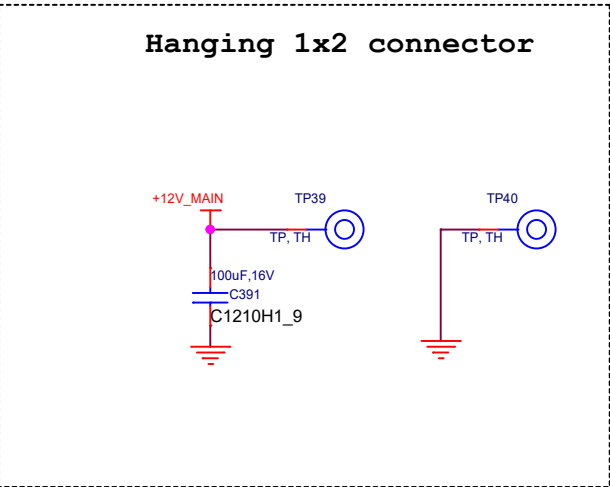 Hanging 1x2 connector
+12V_MAIN
TP39
TP40
TP, TH
TP, TH
100uF,16V
C391
C1210H1_9